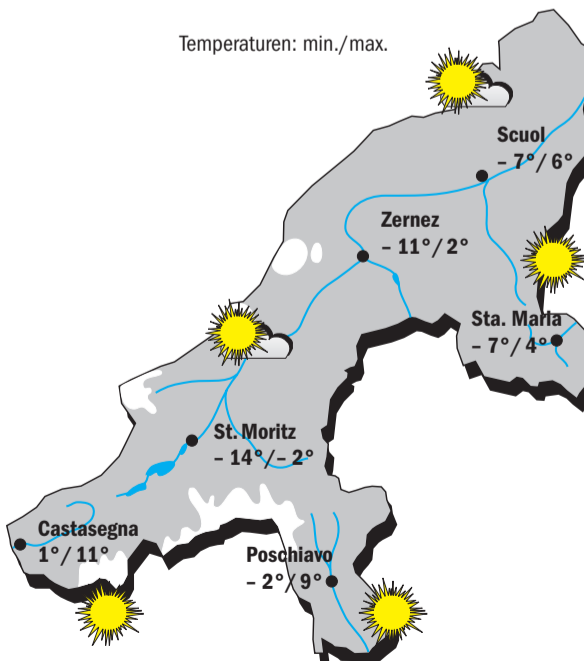 Temperaturen: min./max.
Scuol
– 7°/ 6°
Zernez
– 11°/ 2°
Sta. Maria
– 7°/ 4°
St. Moritz
– 14°/– 2°
Castasegna
1°/ 11°
Poschiavo
– 2°/ 9°